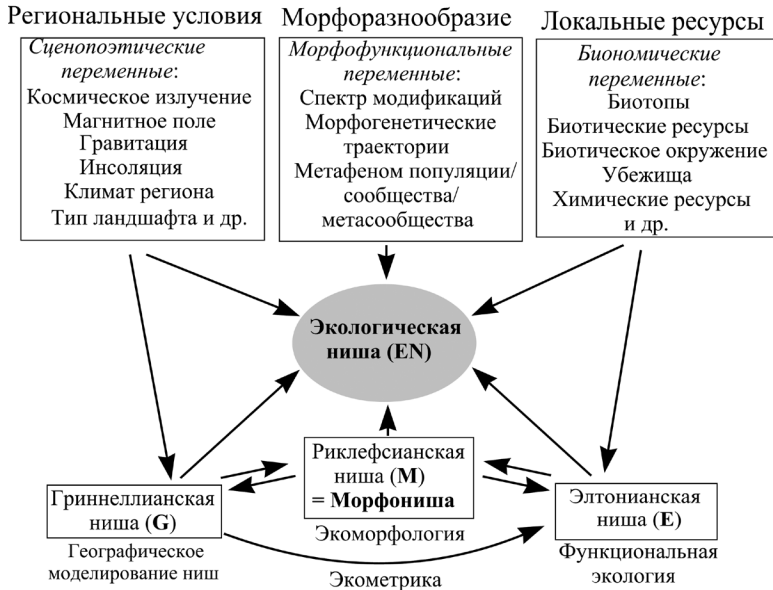 Региональные условия
Сценопоэтические
переменные:
Космическое излучение
Магнитное поле
Гравитация
Инсоляция
Климат региона
Тип ландшафта и др.
Морфоразнообразие
Морфофункциональные
переменные:
Спектр модификаций
Морфогенетические
траектории
Метафеном популяции/
сообщества/
метасообщества
Локальные ресурсы
Биономические
переменные:
Биотопы
Биотические ресурсы
Биотическое окружение
Убежища
Химические ресурсы
и др.
Экологическая
ниша (EN)
Гриннеллианская
ниша (G)
Географическое
моделирование ниш
Риклефсианская
ниша (M)
= Морфониша
Экоморфология
Экометрика
Элтонианская
ниша (E)
Функциональная
экология